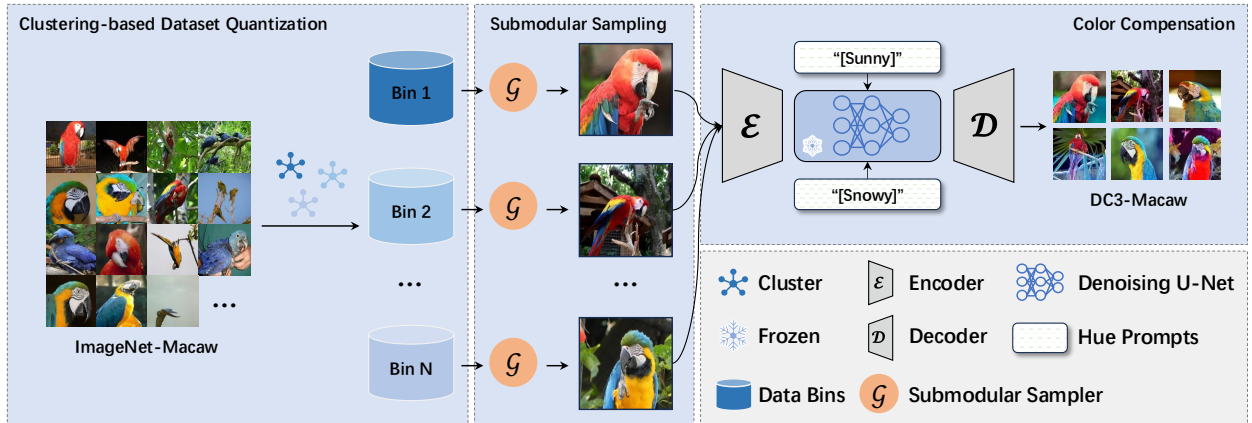 Clustering-based Dataset Quantization
Submodular Sampling
Color Compensation
Bin 1
𝒢
"[Sunny]"
ℰ
𝒟
Bin 2
𝒢
"[Snowy]"
DC3-Macaw
...
...
...
ImageNet-Macaw
Bin N
𝒢
Cluster
ℰ
Encoder
Denoising U-Net
Frozen
𝒟
Decoder
Hue Prompts
Data Bins
𝒢
Submodular Sampler